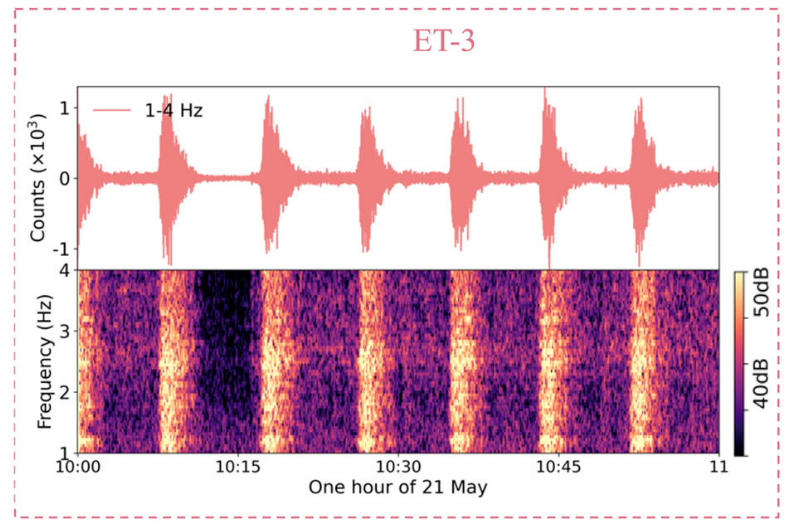 ET-3
1-4 Hz
Counts (×10³)
1
0
-1
Frequency (Hz)
4
3
2
1
50dB
40dB
10:00 10:15 10:30 10:45 11
One hour of 21 May